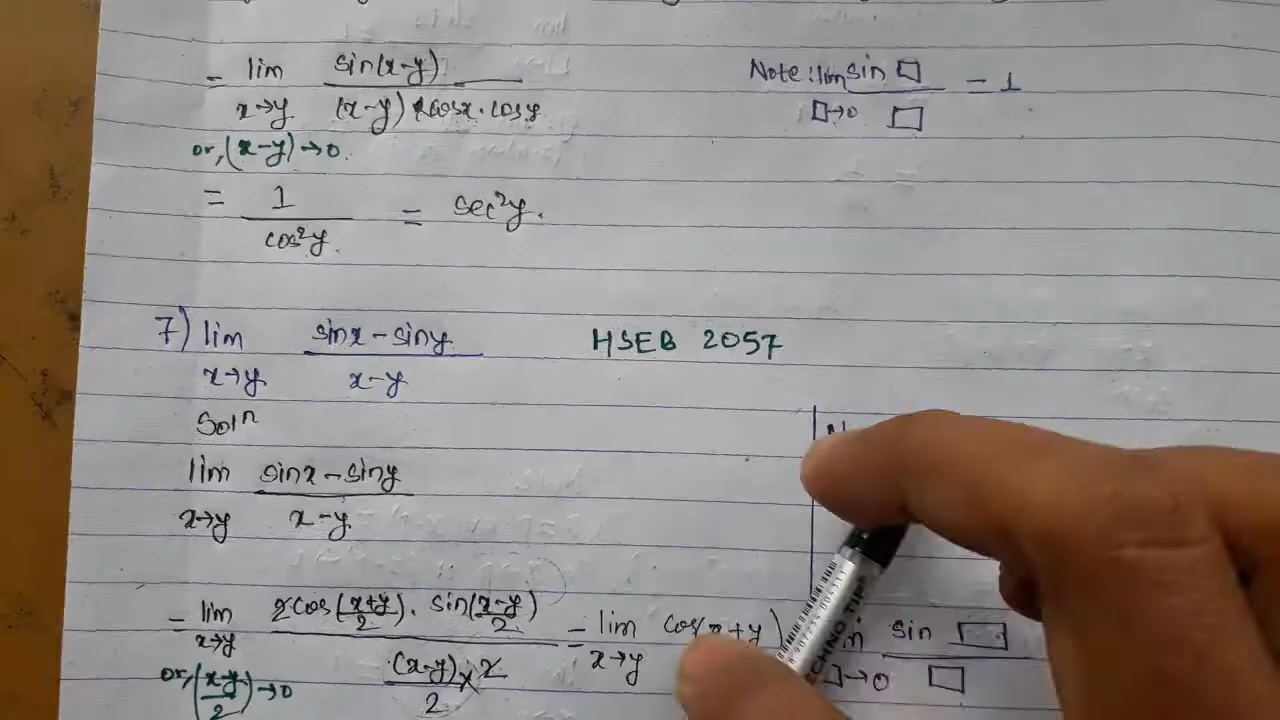 = lim sin(x-y)
x→y (x-y) cosx. cosy
or, (x-y)→0.
= 1 = sec²y.
cos²y.
Note: lim sin □ = 1
□→0 □
7) lim sinx - siny HSEB 2057
x→y x-y
Solⁿ
lim sinx - siny
x→y x-y
= lim 2cos(x+y/2). sin(x-y/2) = lim cos(x+y)
x→y (x-y)/2 × 2 x→y
or, (x-y/2)→0
sin □
□→0 □